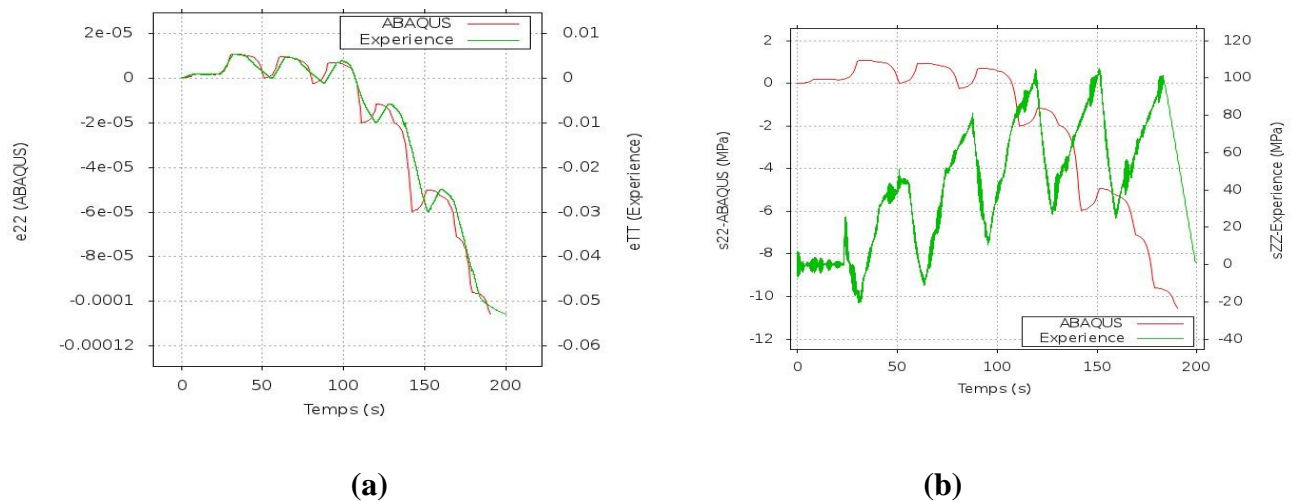 ABAQUS
Experience
2e-05
0
-2e-05
-4e-05
-6e-05
-8e-05
-0.0001
-0.00012
e22 (ABAQUS)
0.01
0
-0.01
-0.02
-0.03
-0.04
-0.05
-0.06
eTT (Experience)
0 50 100 150 200
Temps (s)
(a)
2
0
-2
-4
-6
-8
-10
-12
s22-ABAQUS (MPa)
120
100
80
60
40
20
0
-20
-40
sZZ-Experience (MPa)
ABAQUS
Experience
0 50 100 150 200
Temps (s)
(b)